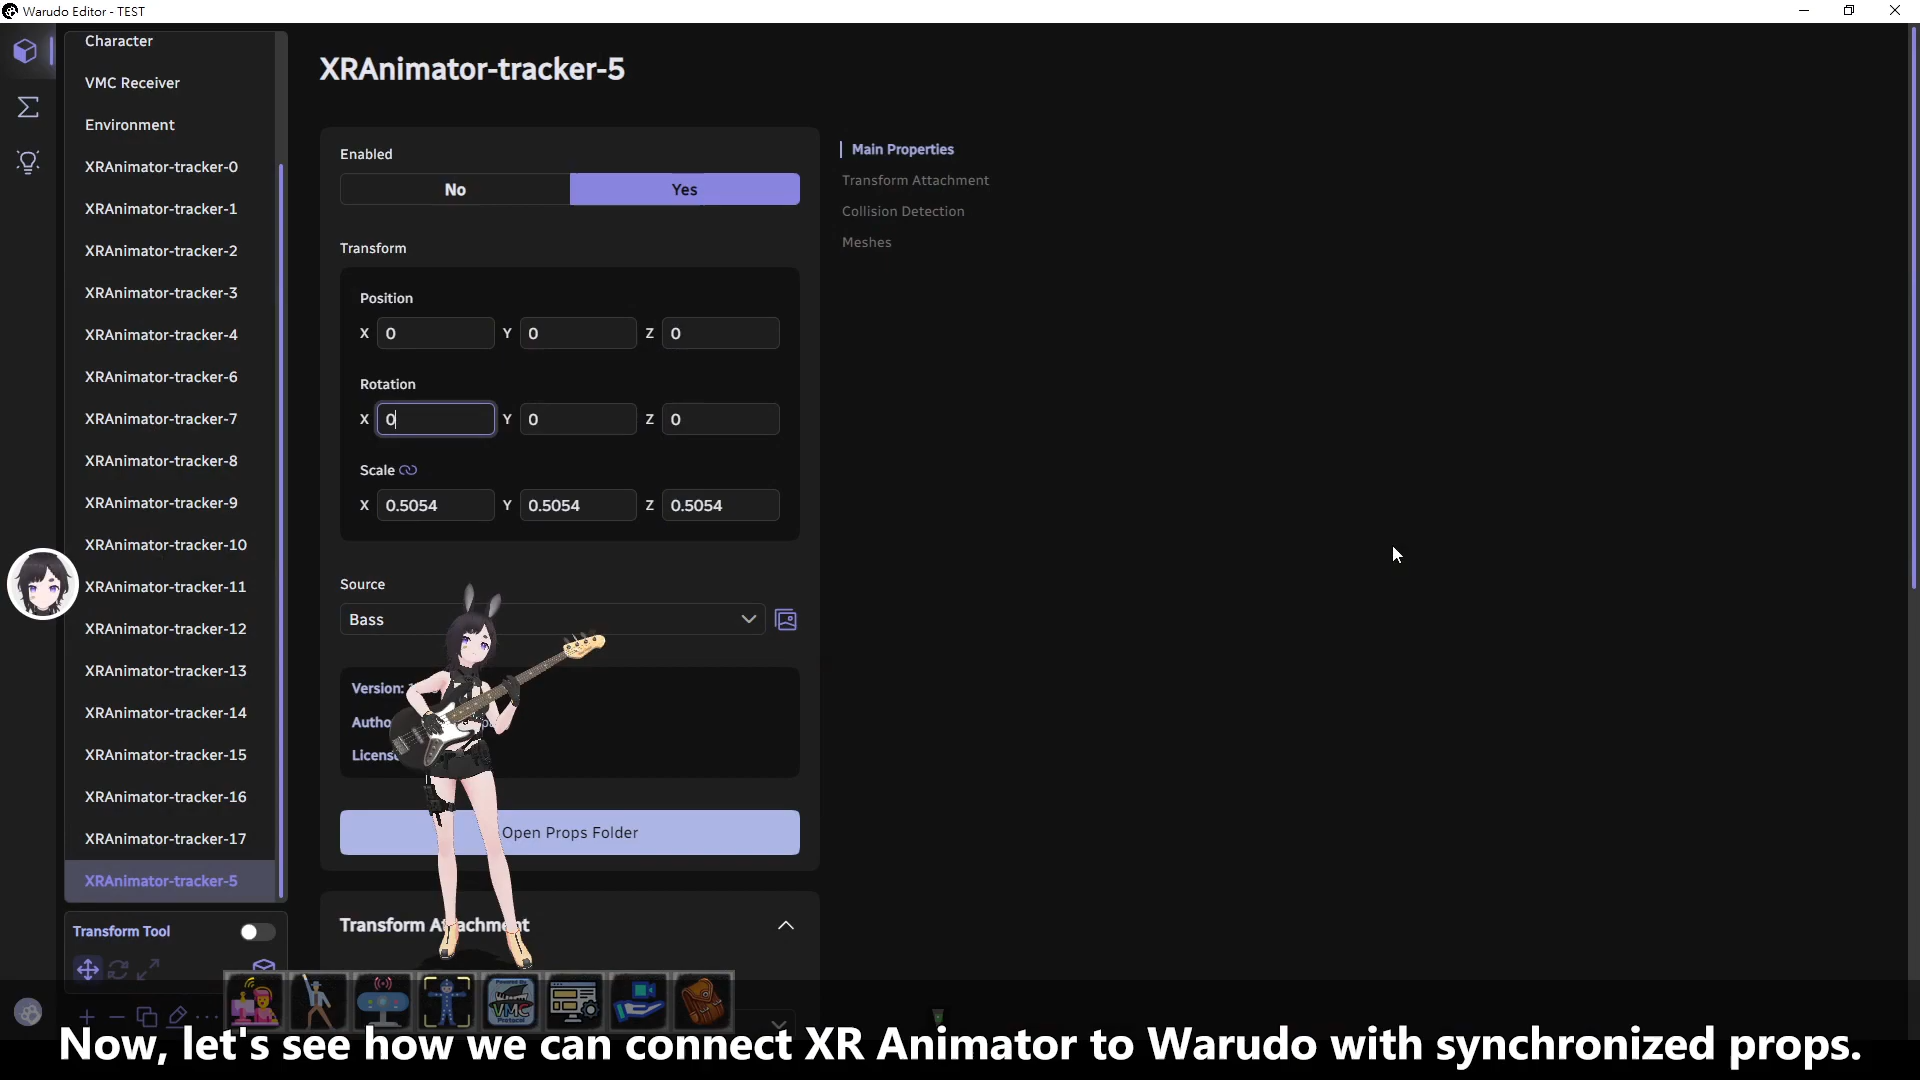 Warudo Editor - TEST
Character
VMC Receiver
Environment
XRAnimator-tracker-0
XRAnimator-tracker-1
XRAnimator-tracker-2
XRAnimator-tracker-3
XRAnimator-tracker-4
XRAnimator-tracker-6
XRAnimator-tracker-7
XRAnimator-tracker-8
XRAnimator-tracker-9
XRAnimator-tracker-10
XRAnimator-tracker-11
XRAnimator-tracker-12
XRAnimator-tracker-13
XRAnimator-tracker-14
XRAnimator-tracker-15
XRAnimator-tracker-16
XRAnimator-tracker-17
XRAnimator-tracker-5
Transform Tool
XRAnimator-tracker-5
Enabled
No Yes
Transform
Position
X 0 Y 0 Z 0
Rotation
X 0 Y 0 Z 0
Scale
X 0.5054 Y 0.5054 Z 0.5054
Source
Bass
Version:
Open Props Folder
Transform Attachment
Main Properties
Transform Attachment
Collision Detection
Meshes
VMC
Now, let's see how we can connect XR Animator to Warudo with synchronized props.